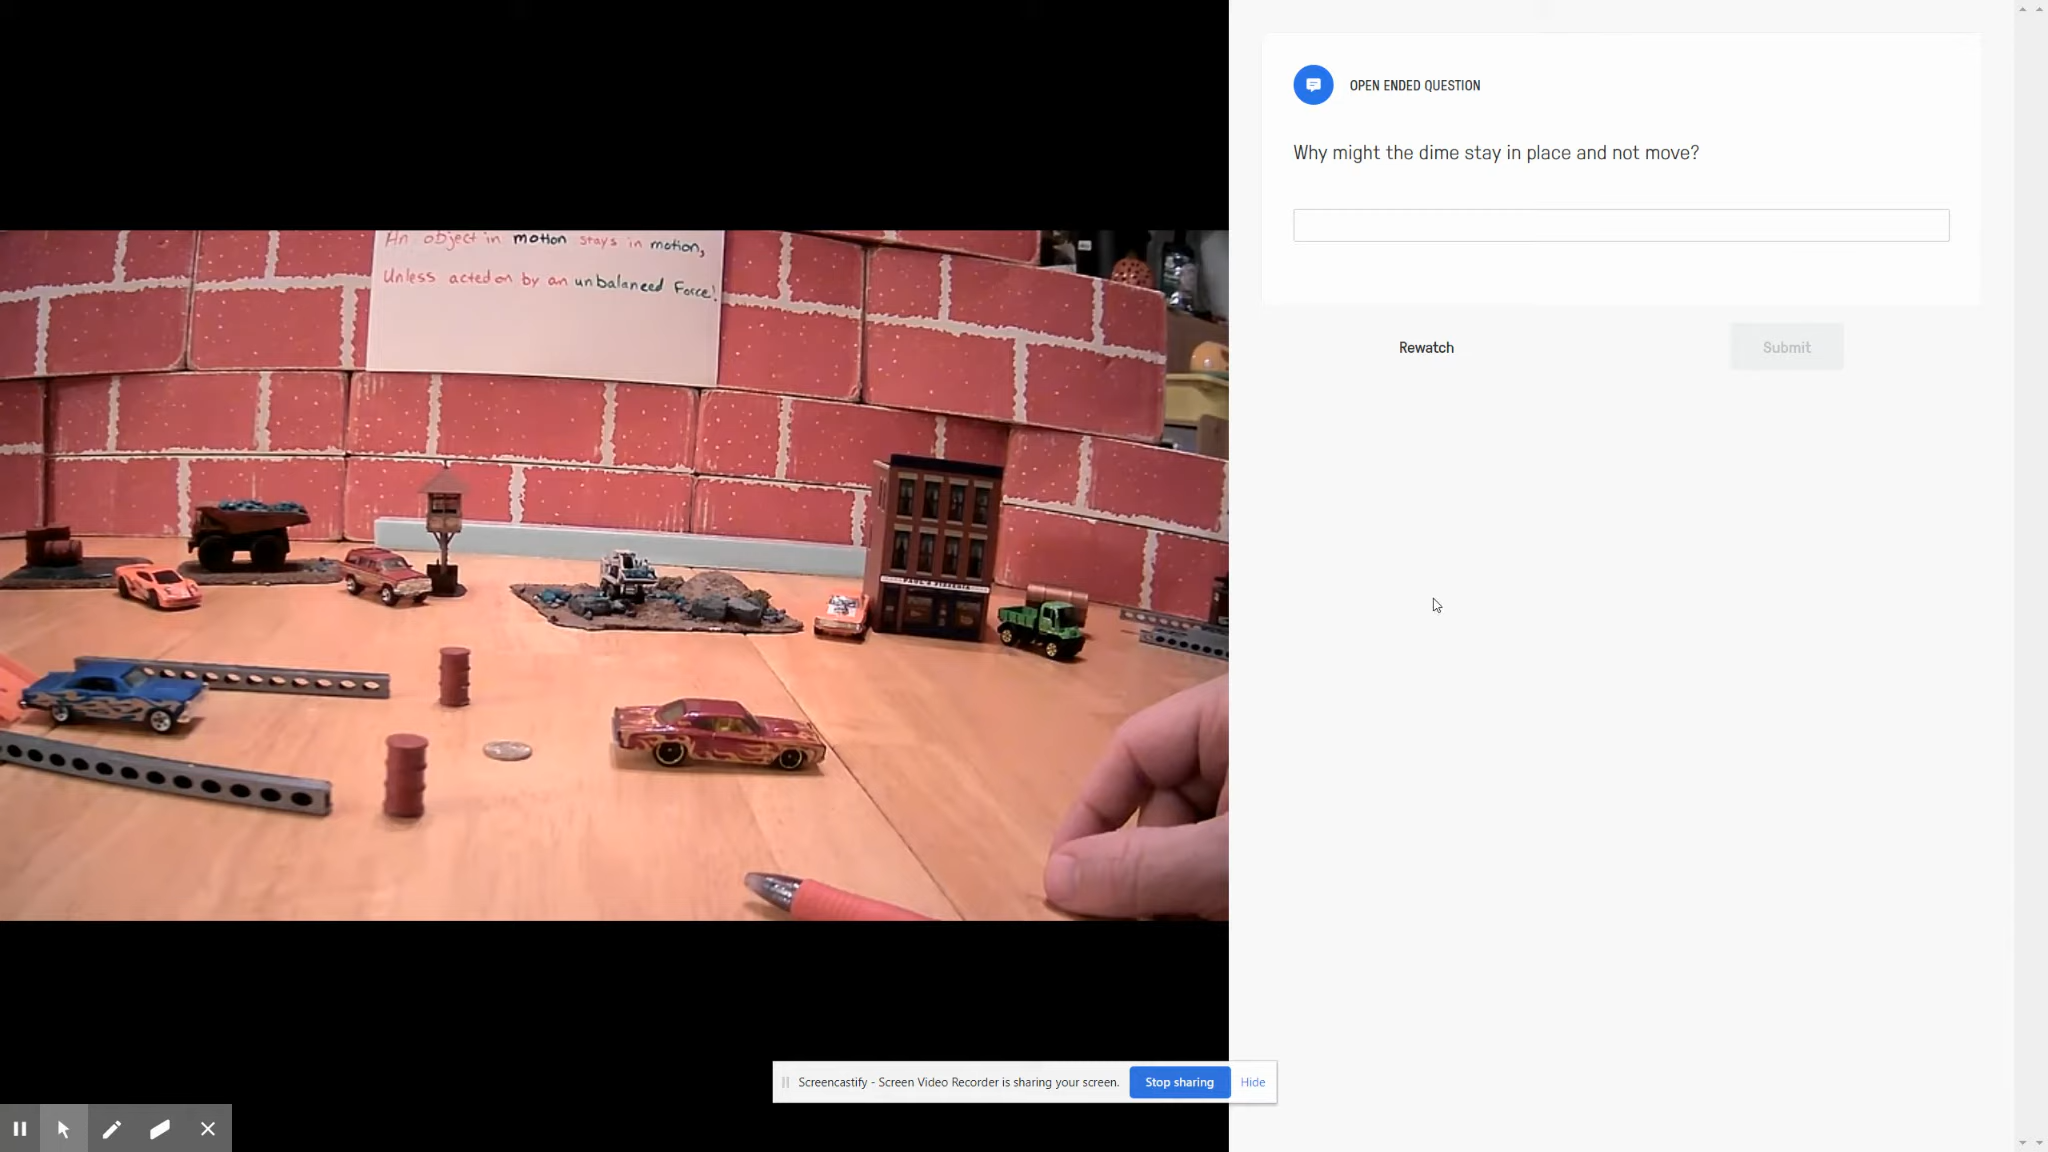 An object in motion stays in motion,
Unless acted on by an unbalanced Force!
PAUL'S PIZZERIA
OPEN ENDED QUESTION
Why might the dime stay in place and not move?
Rewatch
Submit
Screencastify - Screen Video Recorder is sharing your screen.
Stop sharing
Hide